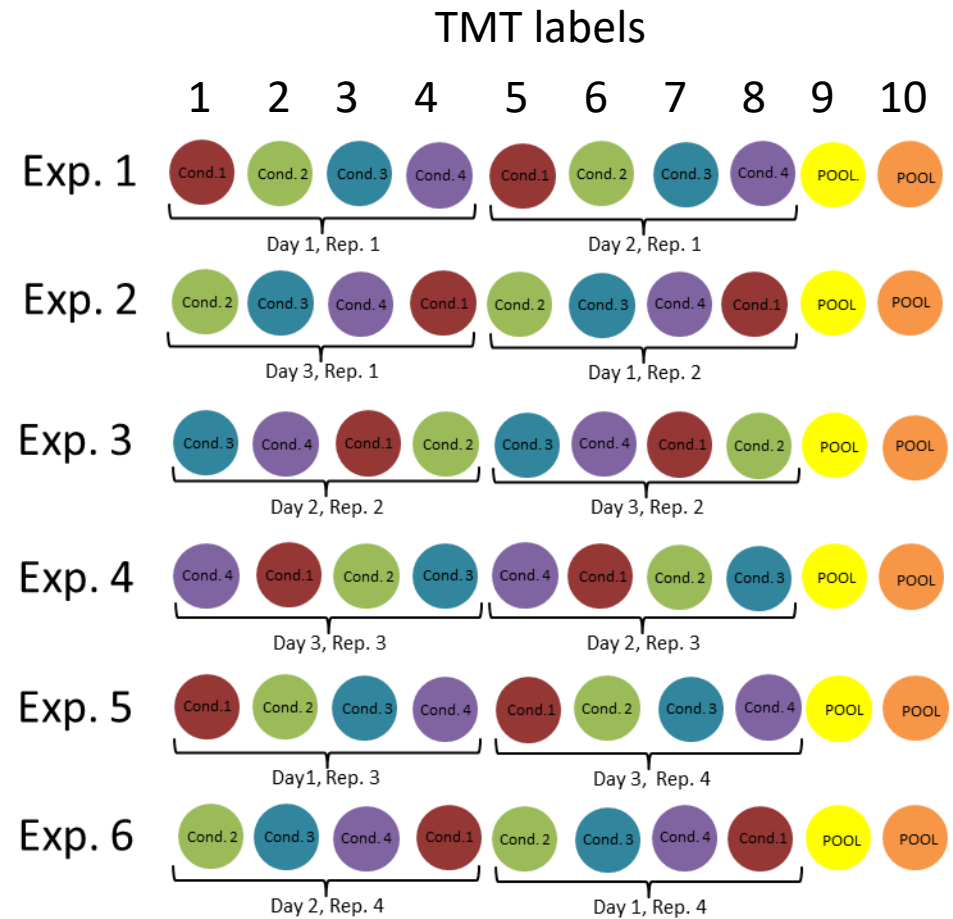 TMT labels
1 2 3 4 5 6 7 8 9 10
Exp. 1 Cond.1 Cond. 2 Cond. 3 Cond. 4 Cond.1 Cond. 2 Cond. 3 Cond. 4 POOL. POOL
Day 1, Rep. 1 Day 2, Rep. 1
Exp. 2 Cond. 2 Cond. 3 Cond. 4 Cond.1 Cond. 2 Cond. 3 Cond. 4 Cond.1 POOL POOL
Day 3, Rep. 1 Day 1, Rep. 2
Exp. 3 Cond. 3 Cond. 4 Cond.1 Cond. 2 Cond. 3 Cond. 4 Cond.1 Cond. 2 POOL POOL
Day 2, Rep. 2 Day 3, Rep. 2
Exp. 4 Cond. 4 Cond.1 Cond. 2 Cond. 3 Cond. 4 Cond.1 Cond. 2 Cond. 3 POOL POOL
Day 3, Rep. 3 Day 2, Rep. 3
Exp. 5 Cond.1 Cond. 2 Cond. 3 Cond. 4 Cond.1 Cond. 2 Cond. 3 Cond. 4 POOL POOL
Day1, Rep. 3 Day 3, Rep. 4
Exp. 6 Cond. 2 Cond. 3 Cond. 4 Cond.1 Cond. 2 Cond. 3 Cond. 4 Cond.1 POOL POOL
Day 2, Rep. 4 Day 1, Rep. 4